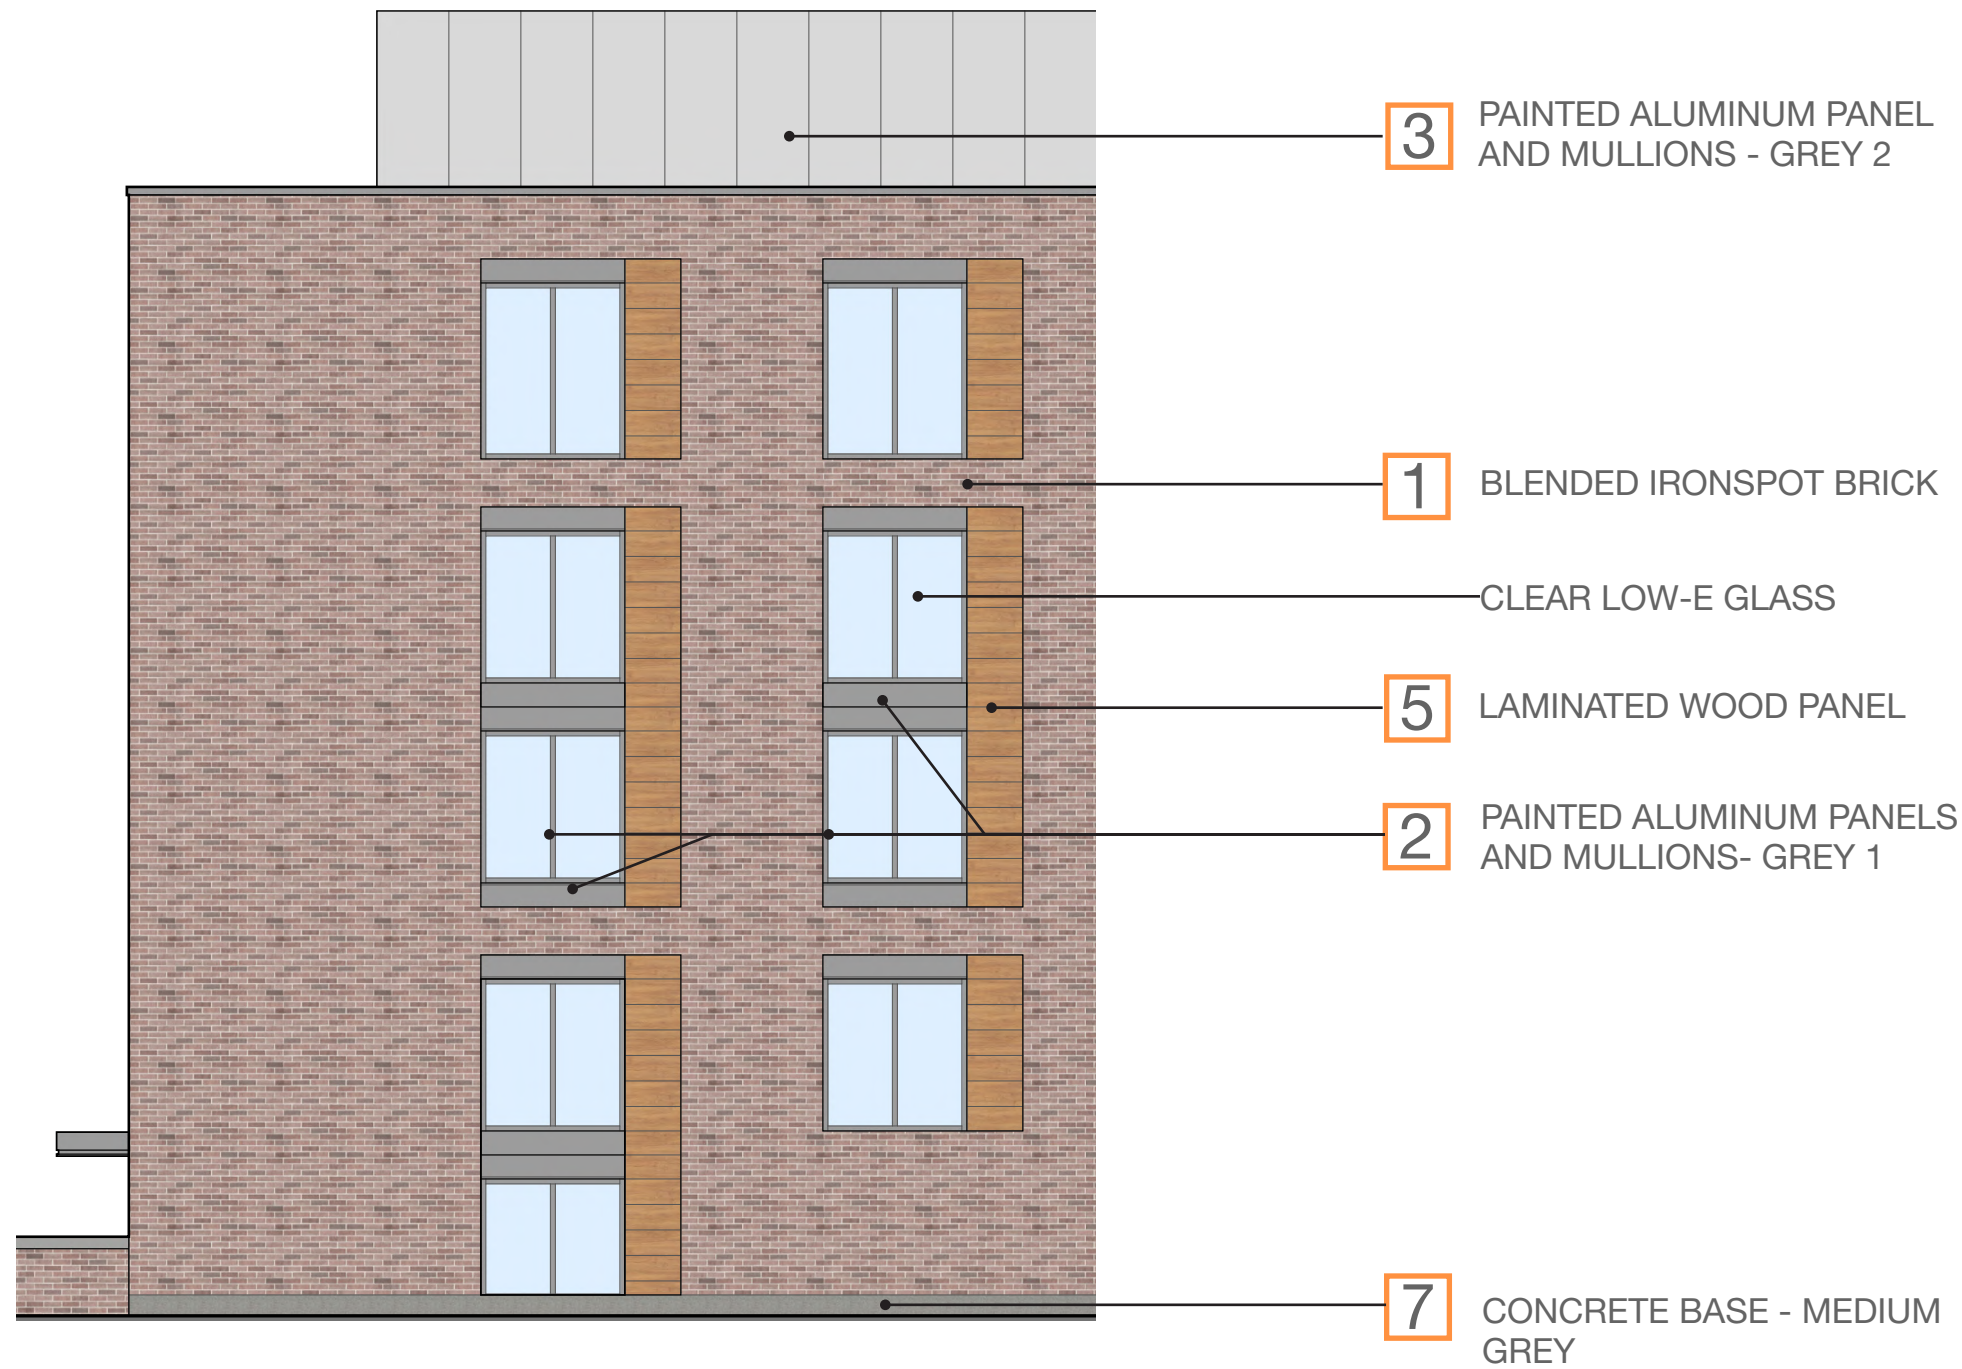 3
PAINTED ALUMINUM PANEL
AND MULLIONS - GREY 2
1
BLENDED IRONSPOT BRICK
CLEAR LOW-E GLASS
5
LAMINATED WOOD PANEL
2
PAINTED ALUMINUM PANELS
AND MULLIONS- GREY 1
7
CONCRETE BASE - MEDIUM
GREY